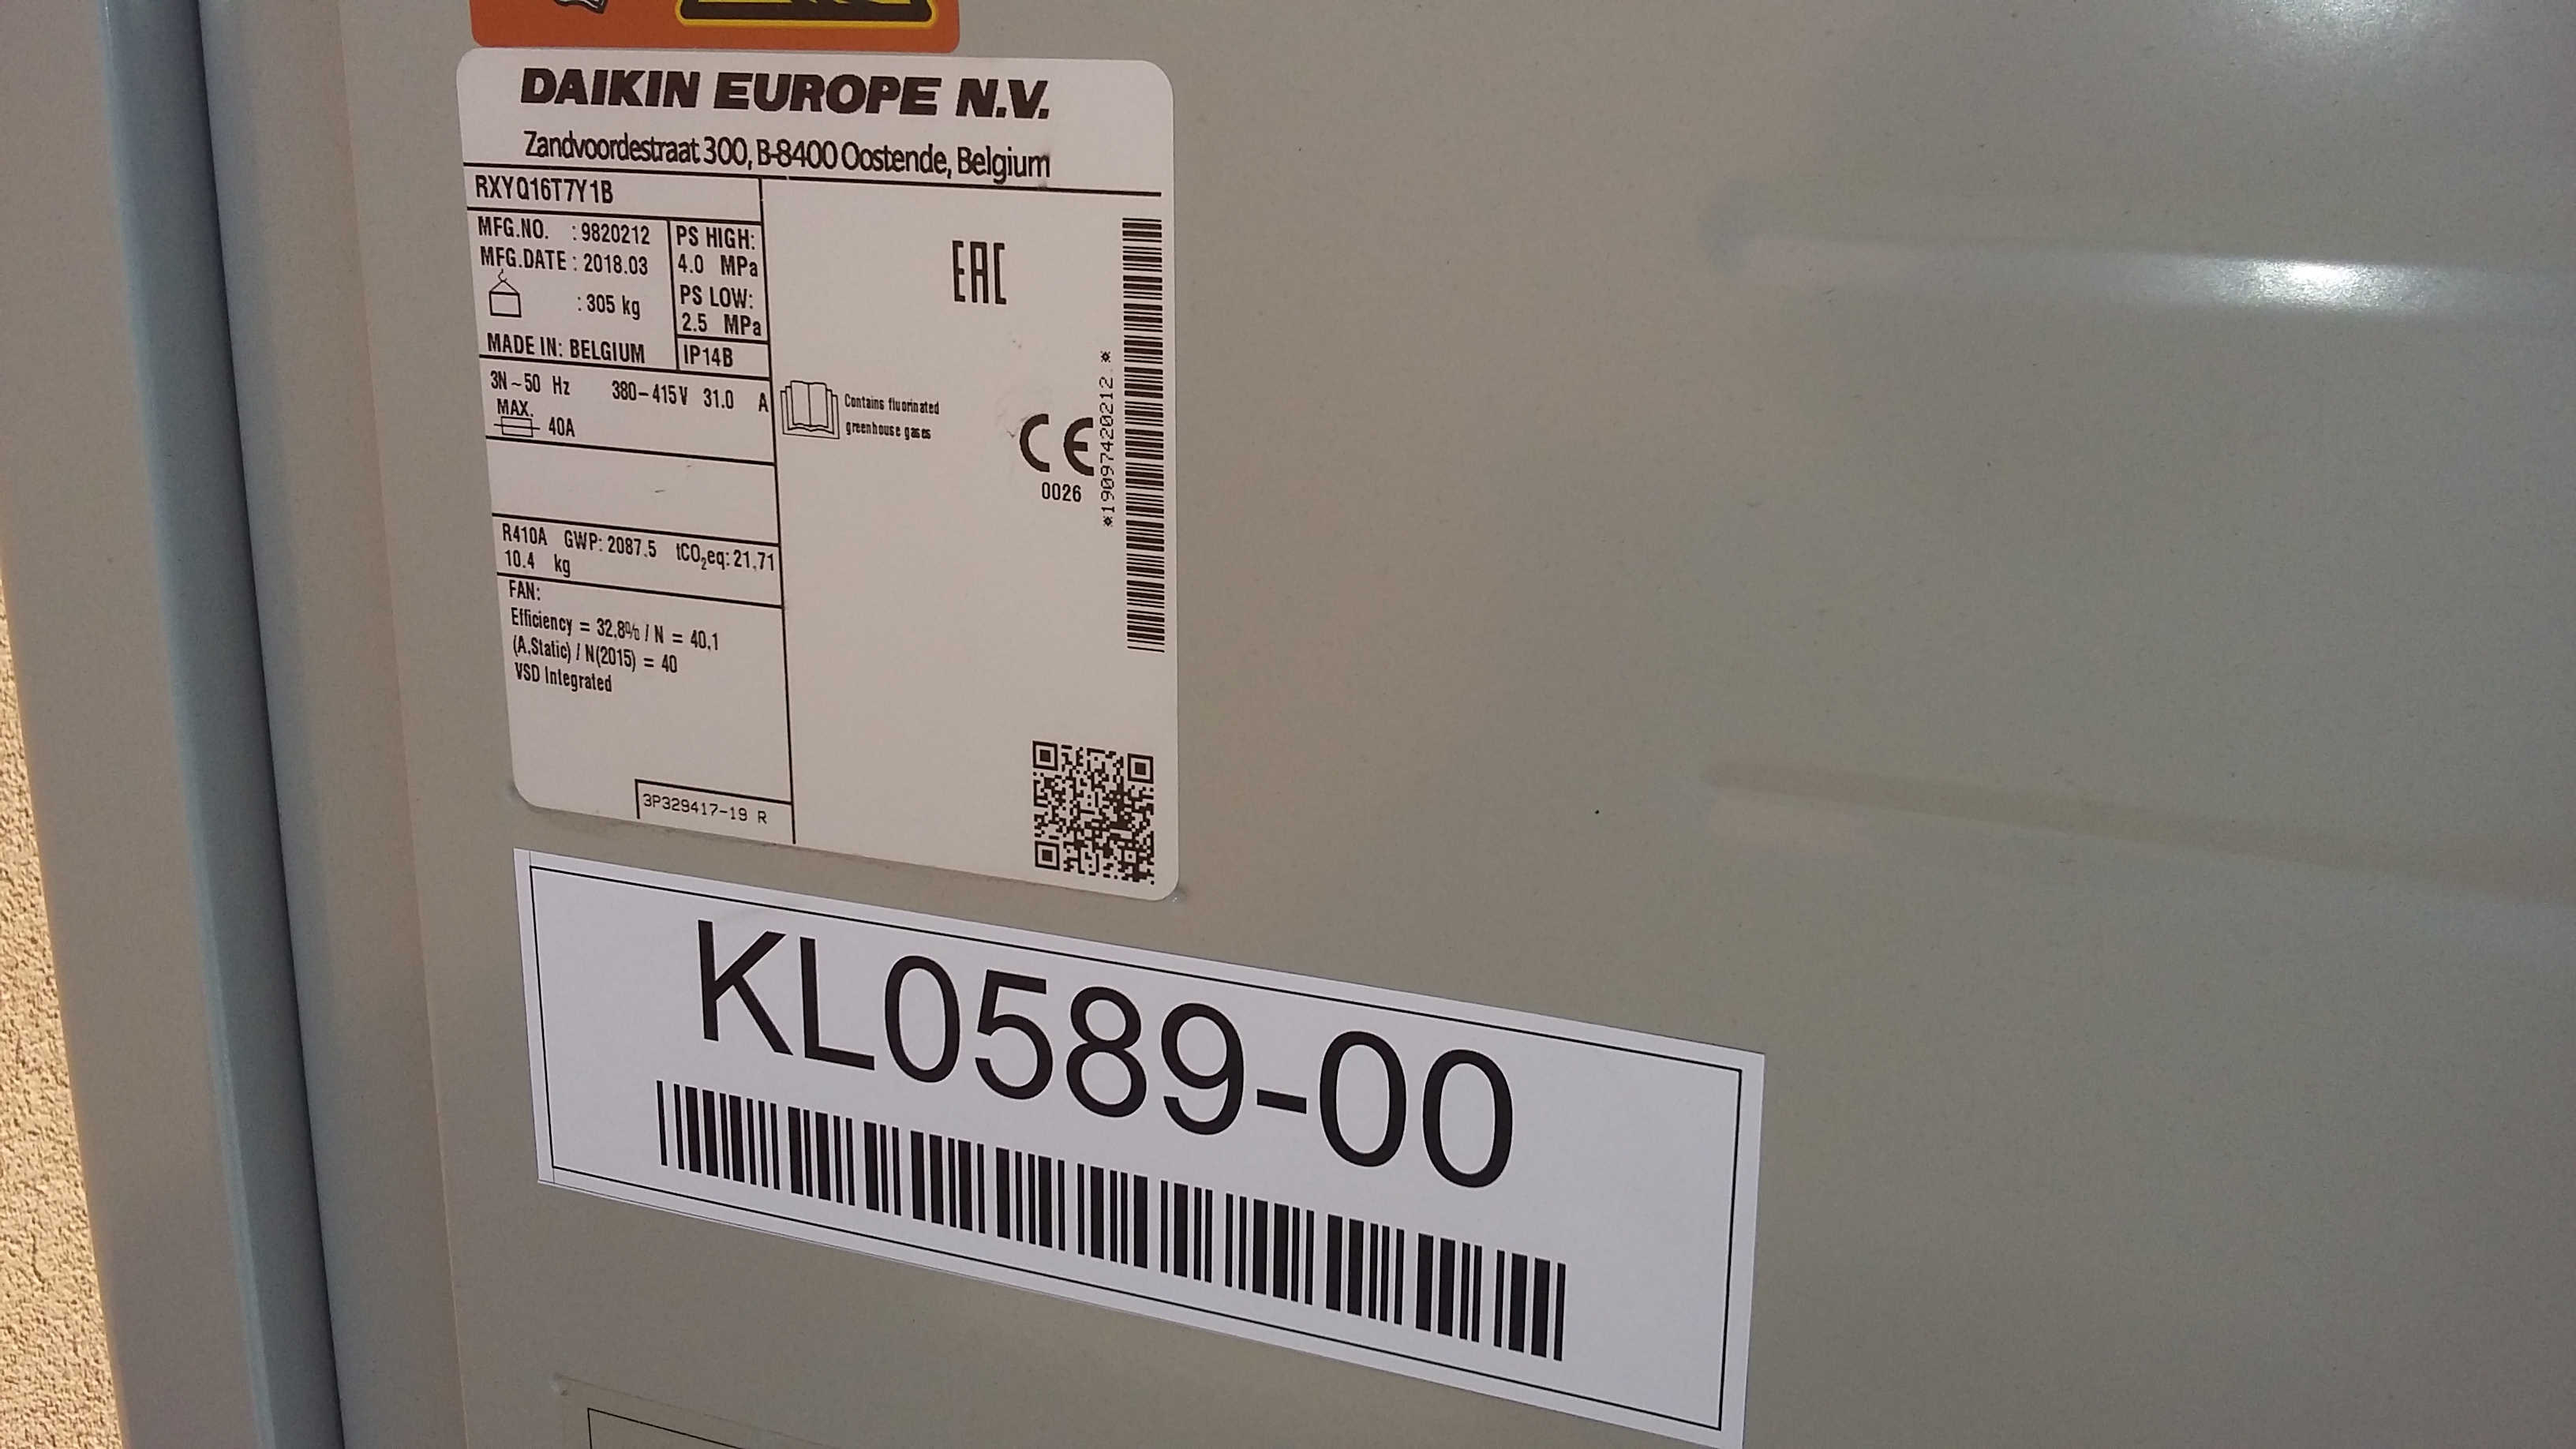 DAIKIN EUROPE N.V.
Zandvoordestraat 300, B-8400 Oostende, Belgium
RXYQ16T7Y1B
MFG.NO. : 9820212
MFG.DATE : 2018.03
: 305 kg
MADE IN: BELGIUM
PS HIGH:
4.0 MPa
PS LOW:
2.5 MPa
IP14B
3N~50 Hz 380-415V 31.0 A
MAX.
40A
R410A GWP: 2087.5 tCO₂eq: 21,71
10.4 kg
FAN:
Efficiency = 32,8% / N = 40,1
(A,Static) / N(2015) = 40
VSD Integrated
3P329417-19 R
EAC
Contains fluorinated
greenhouse gases
CE
0026
*19097420212.*
KL0589-00